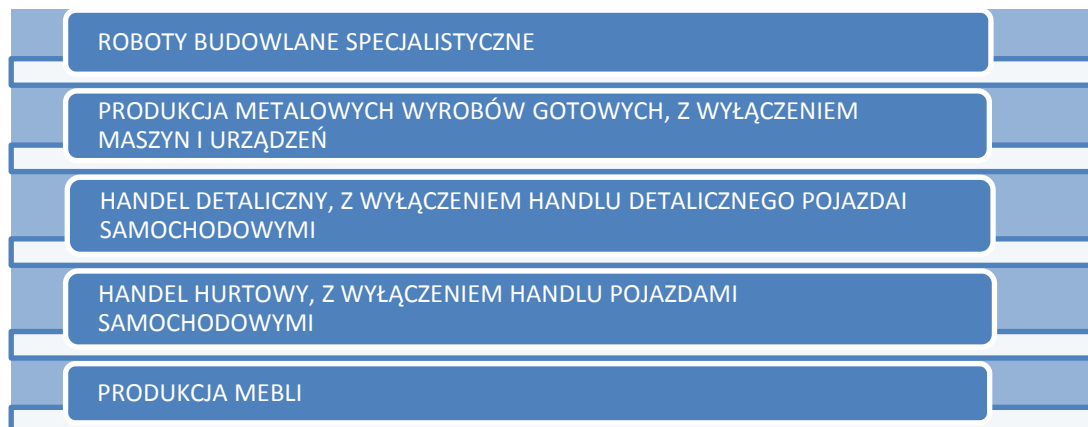 ROBOTY BUDOWLANE SPECJALISTYCZNE
PRODUKCJA METALOWYCH WYROBÓW GOTOWYCH, Z WYŁĄCZENIEM
MASZYN I URZĄDZEŃ
HANDEL DETALICZNY, Z WYŁĄCZENIEM HANDLU DETALICZNEGO POJAZDAI
SAMOCHODOWYMI
HANDEL HURTOWY, Z WYŁĄCZENIEM HANDLU POJAZDAMI
SAMOCHODOWYMI
PRODUKCJA MEBLI